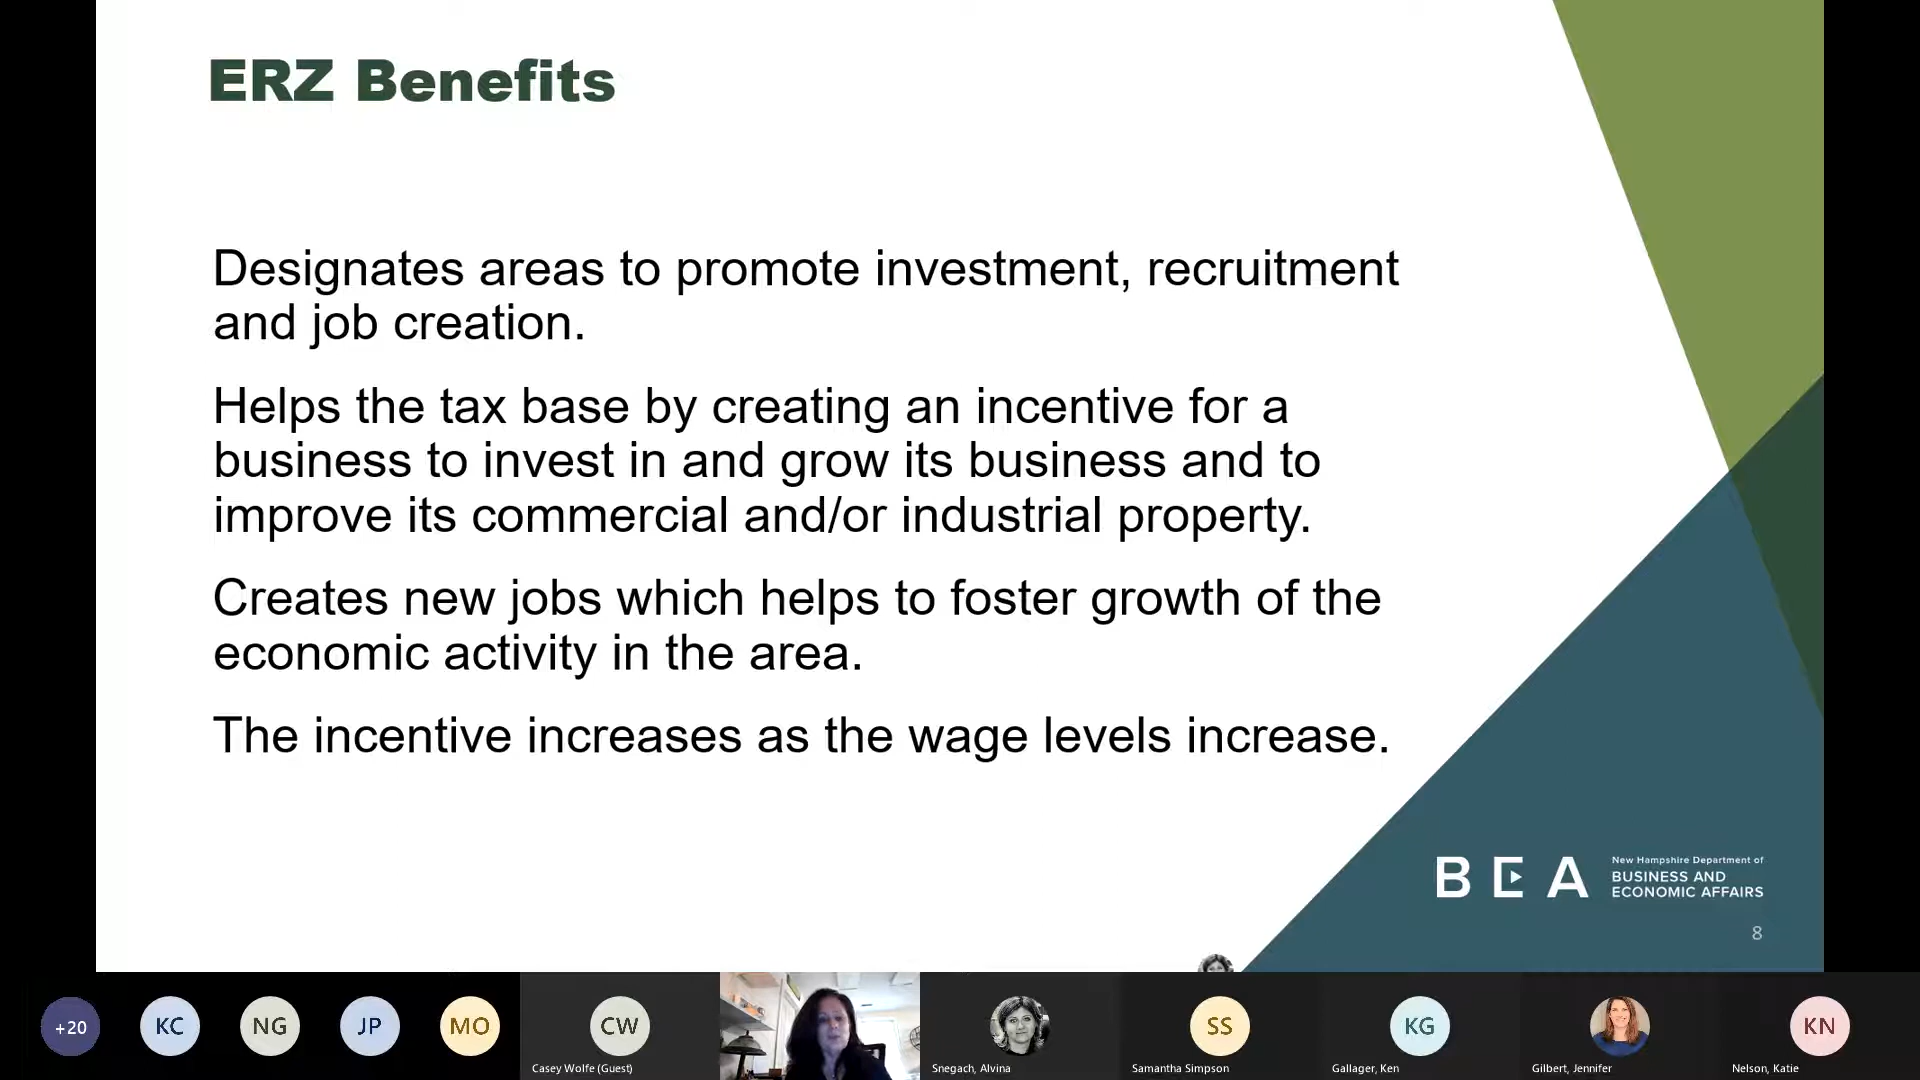 ERZ Benefits
Designates areas to promote investment, recruitment
and job creation.
Helps the tax base by creating an incentive for a
business to invest in and grow its business and to
improve its commercial and/or industrial property.
Creates new jobs which helps to foster growth of the
economic activity in the area.
The incentive increases as the wage levels increase.
BEA
New Hampshire Department of
BUSINESS AND
ECONOMIC AFFAIRS
8
+20
KC
NG
JP
MO
CW
SS
KG
KN
Casey Wolfe (Guest)
Snegach, Alvina
Samantha Simpson
Gallager, Ken
Gilbert, Jennifer
Nelson, Katie